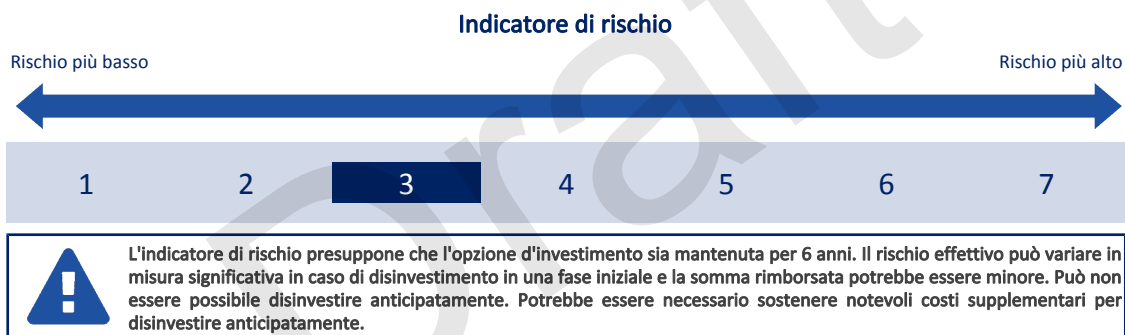 Indicatore di rischio
Rischio più basso
Rischio più alto
1 2 3 4 5 6 7
L'indicatore di rischio presuppone che l'opzione d'investimento sia mantenuta per 6 anni. Il rischio effettivo può variare in
misura significativa in caso di disinvestimento in una fase iniziale e la somma rimborsata potrebbe essere minore. Può non
essere possibile disinvestire anticipatamente. Potrebbe essere necessario sostenere notevoli costi supplementari per
disinvestire anticipatamente.
Draft